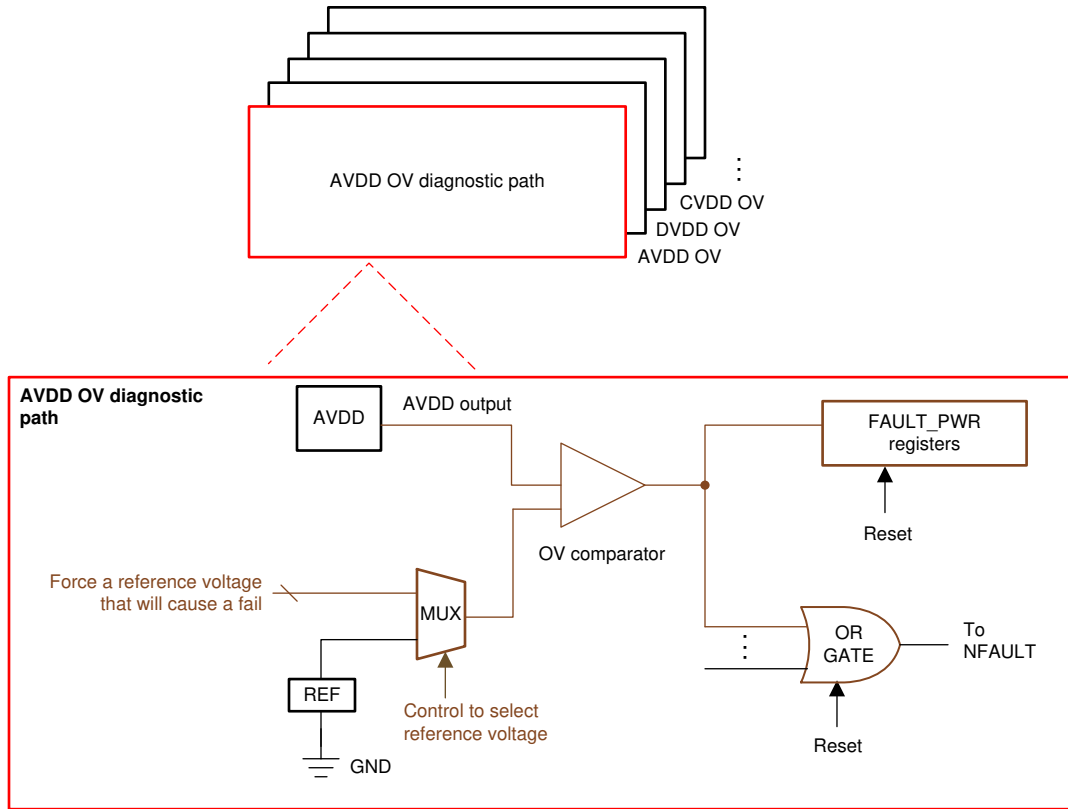 AVDD OV diagnostic path
⋮
CVDD OV
DVDD OV
AVDD OV
AVDD OV diagnostic
path
AVDD
AVDD output
FAULT_PWR
registers
Reset
OV comparator
Force a reference voltage
that will cause a fail
MUX
REF
GND
Control to select
reference voltage
⋮
OR
GATE
To
NFAULT
Reset